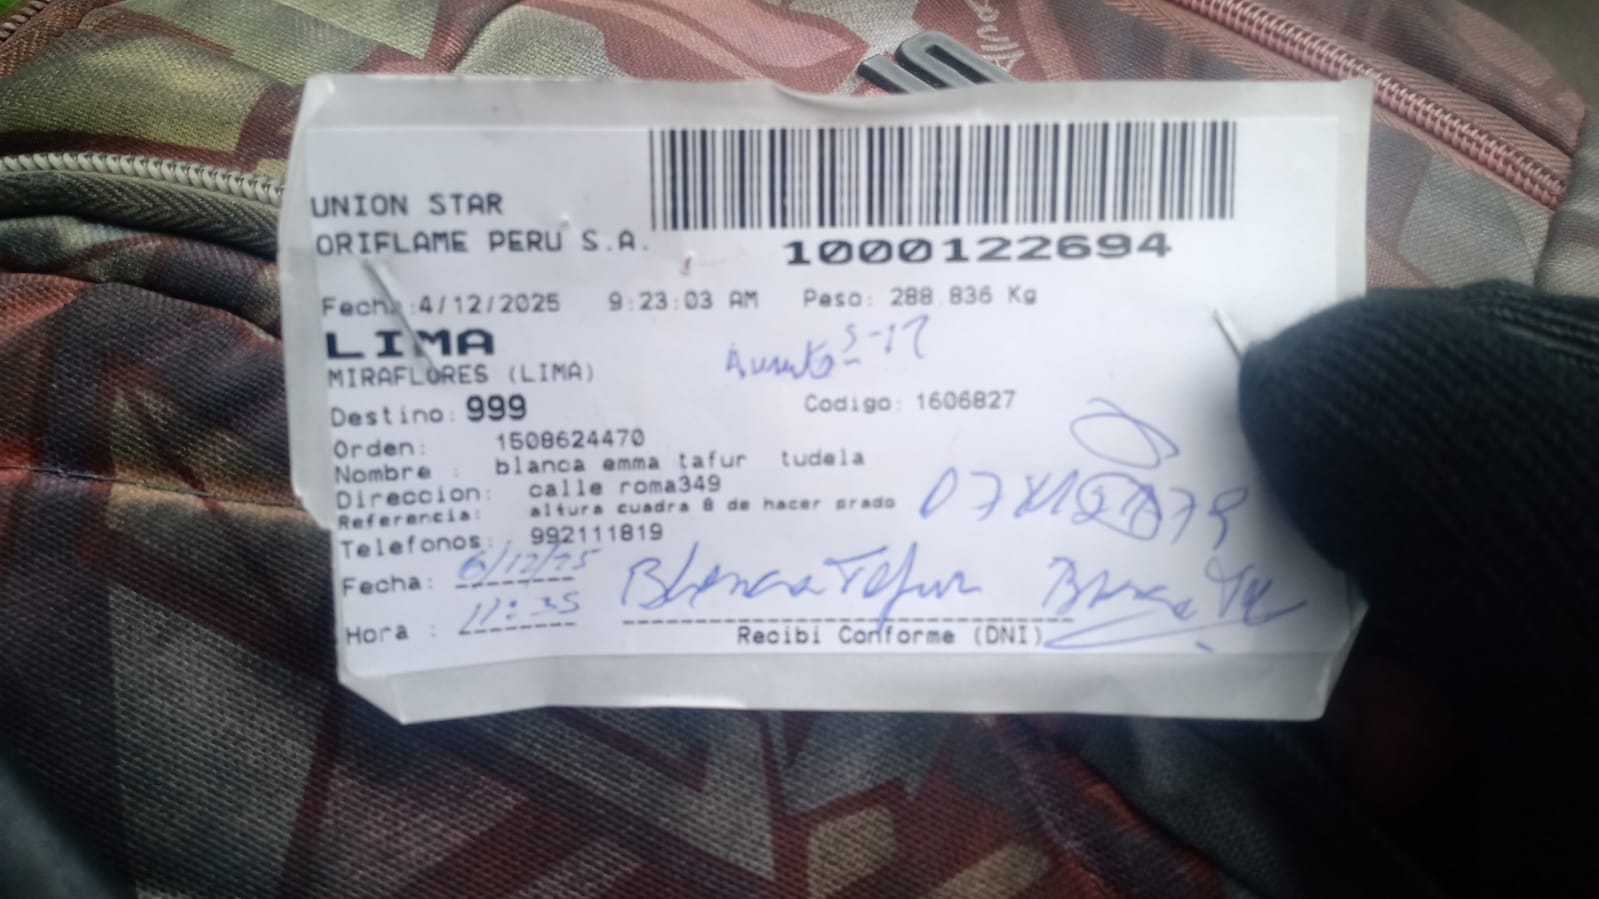 UNION STAR
ORIFLAME PERU S.A.
1000122694
Fecha:4/12/2025 9:23:03 AM Peso: 288.836 Kg
LIMA
MIRAFLORES (LIMA)
S-17
Destino: 999 Codigo: 1606827
Orden: 1508624470
Nombre : blanca emma tafur tudela
Direccion: calle roma349
Referencia: altura cuadra 8 de hacer prado
Telefonos: 992111819
Fecha: 6/12/25
Hora : 11:35
Blanca Tafur
Recibi Conforme (DNI)